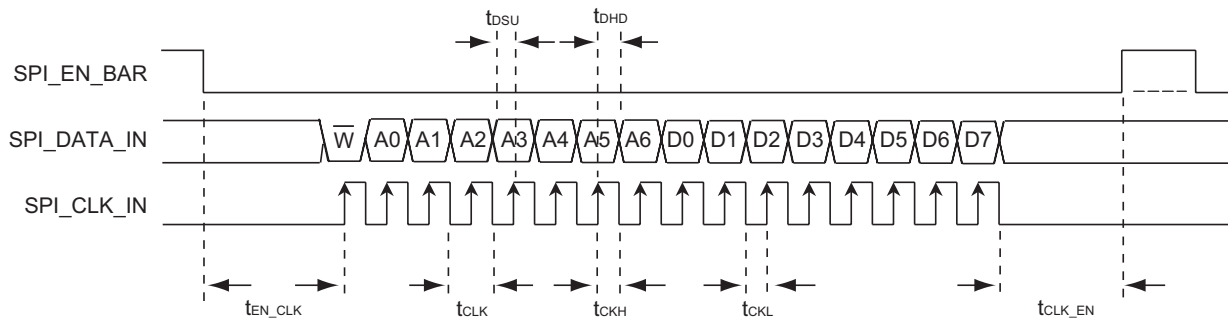 tDSU tDHD
SPI_EN_BAR
SPI_DATA_IN W̅ A0 A1 A2 A3 A4 A5 A6 D0 D1 D2 D3 D4 D5 D6 D7
SPI_CLK_IN
tEN_CLK tCLK tCKH tCKL tCLK_EN